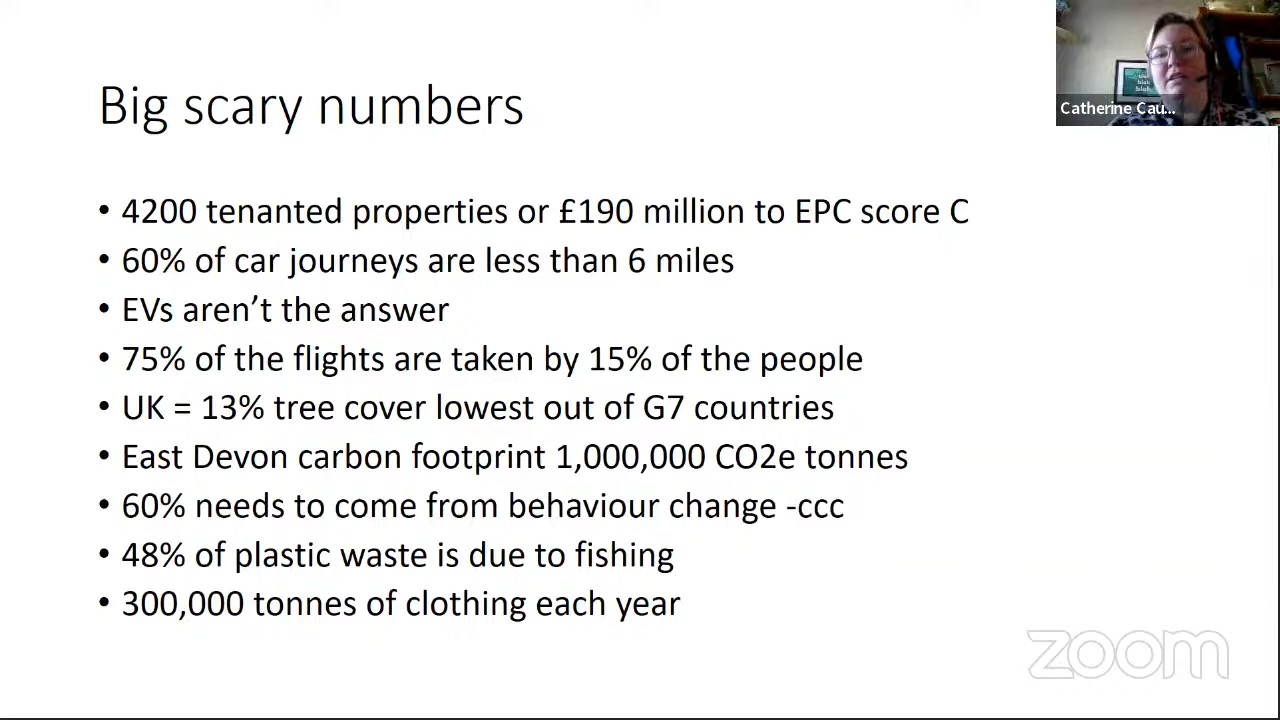 Big scary numbers
Catherine Cau...
• 4200 tenanted properties or £190 million to EPC score C
• 60% of car journeys are less than 6 miles
• EVs aren’t the answer
• 75% of the flights are taken by 15% of the people
• UK = 13% tree cover lowest out of G7 countries
• East Devon carbon footprint 1,000,000 CO2e tonnes
• 60% needs to come from behaviour change -ccc
• 48% of plastic waste is due to fishing
• 300,000 tonnes of clothing each year
zoom